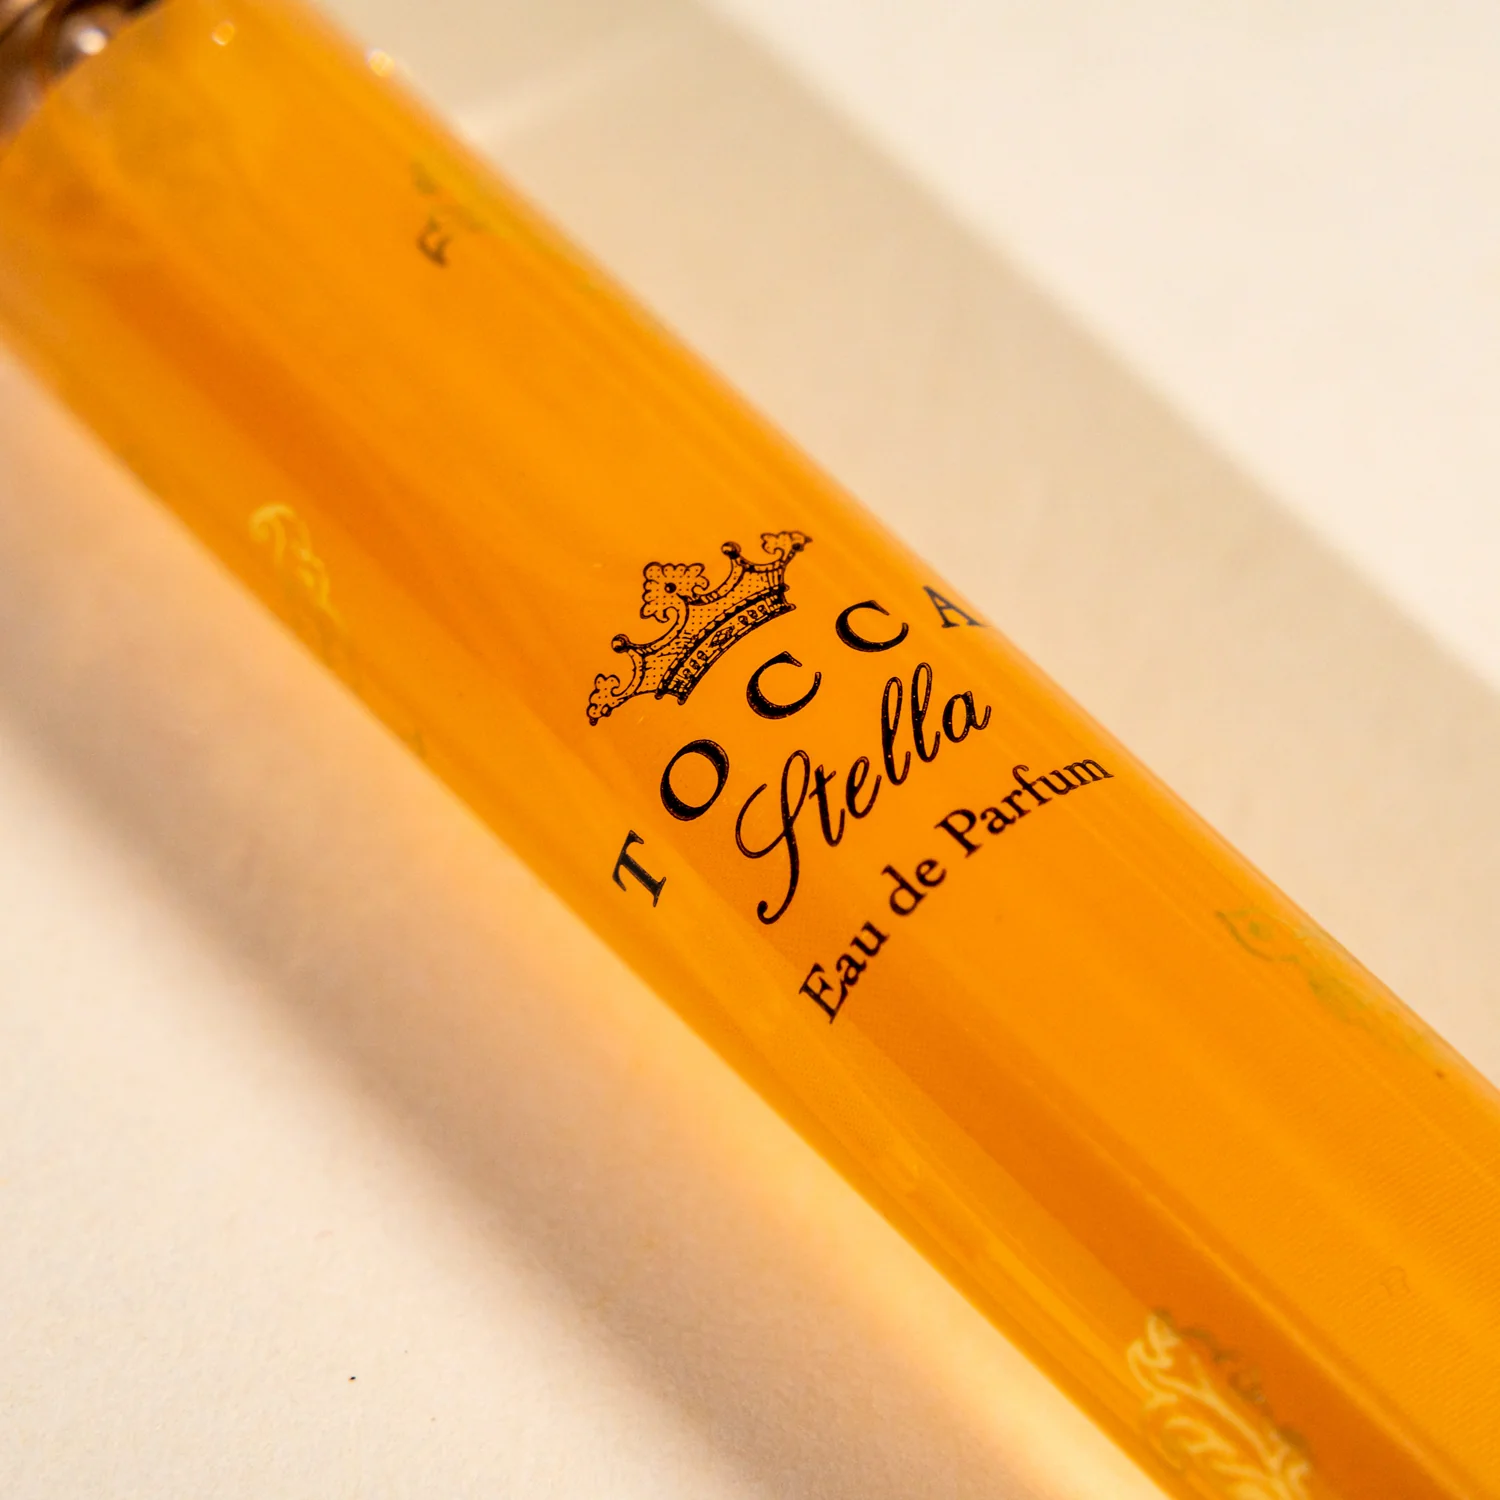 TOCCA
Stella
Eau de Parfum